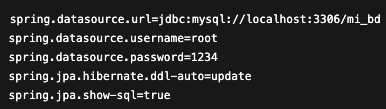 spring.datasource.url=jdbc:mysql://localhost:3306/mi_bd
spring.datasource.username=root
spring.datasource.password=1234
spring.jpa.hibernate.ddl-auto=update
spring.jpa.show-sql=true